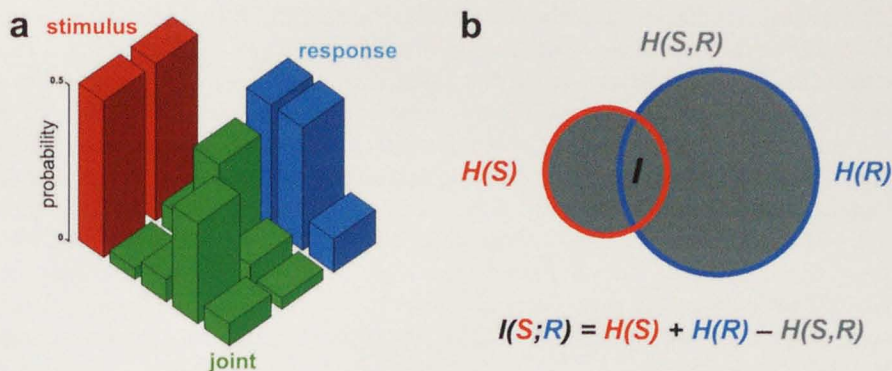 a
stimulus
response
0.5
probability
0
joint
b
H(S,R)
H(S)
I
H(R)
I(S;R) = H(S) + H(R) – H(S,R)